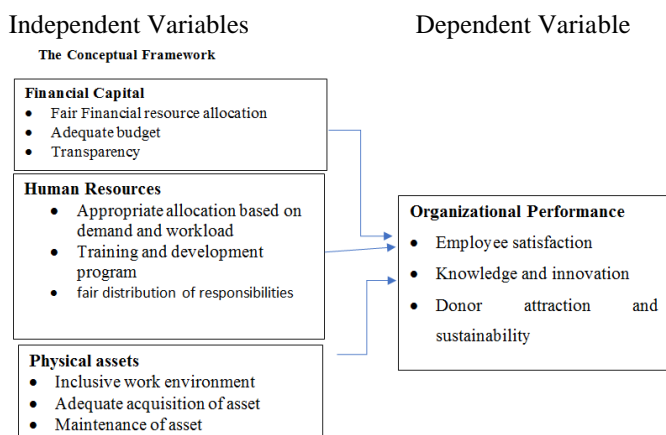 Independent Variables
Dependent Variable
The Conceptual Framework
Financial Capital
● Fair Financial resource allocation
● Adequate budget
● Transparency
Human Resources
● Appropriate allocation based on
demand and workload
● Training and development
program
● fair distribution of responsibilities
Physical assets
● Inclusive work environment
● Adequate acquisition of asset
● Maintenance of asset
Organizational Performance
● Employee satisfaction
● Knowledge and innovation
● Donor attraction and
sustainability